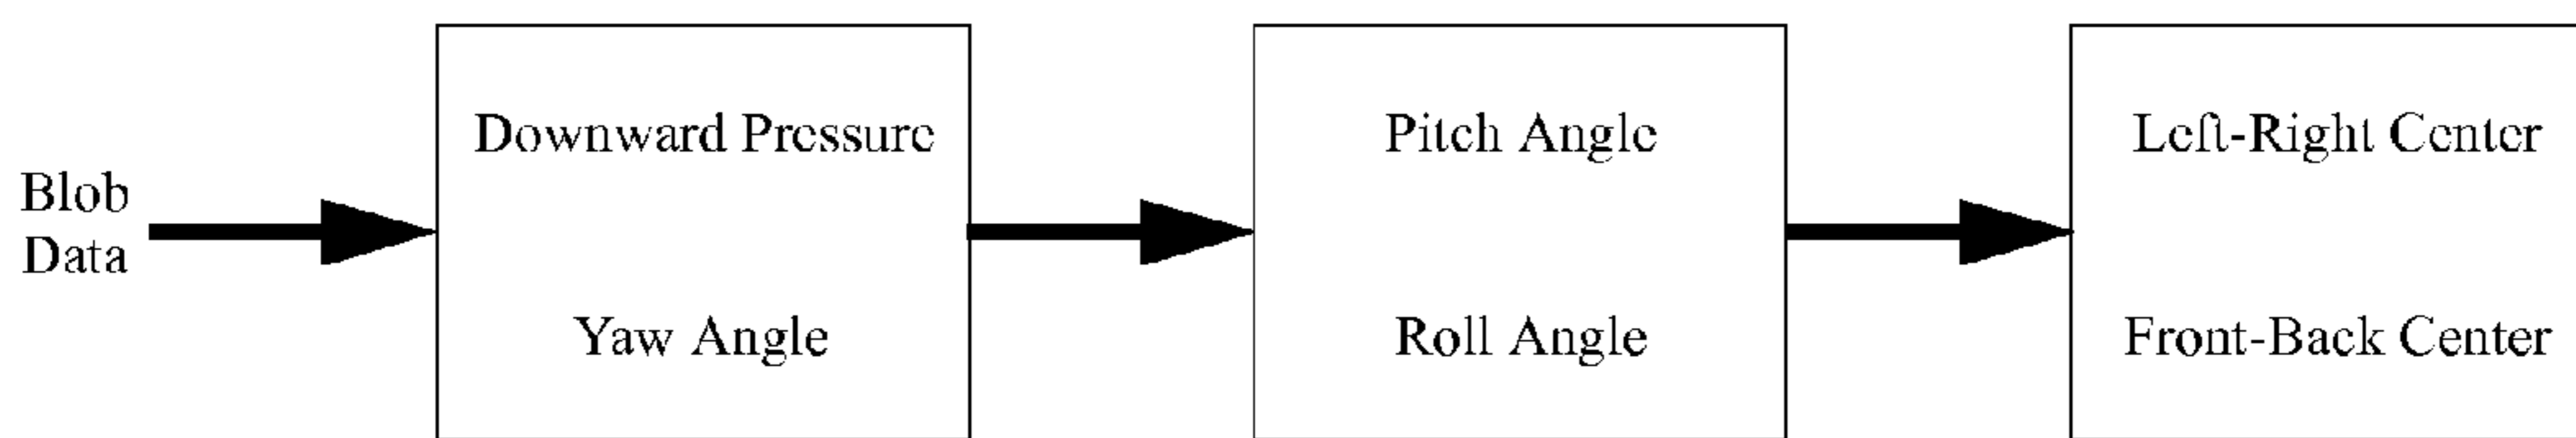 Blob
Data
Downward Pressure
Yaw Angle
Pitch Angle
Roll Angle
Left-Right Center
Front-Back Center